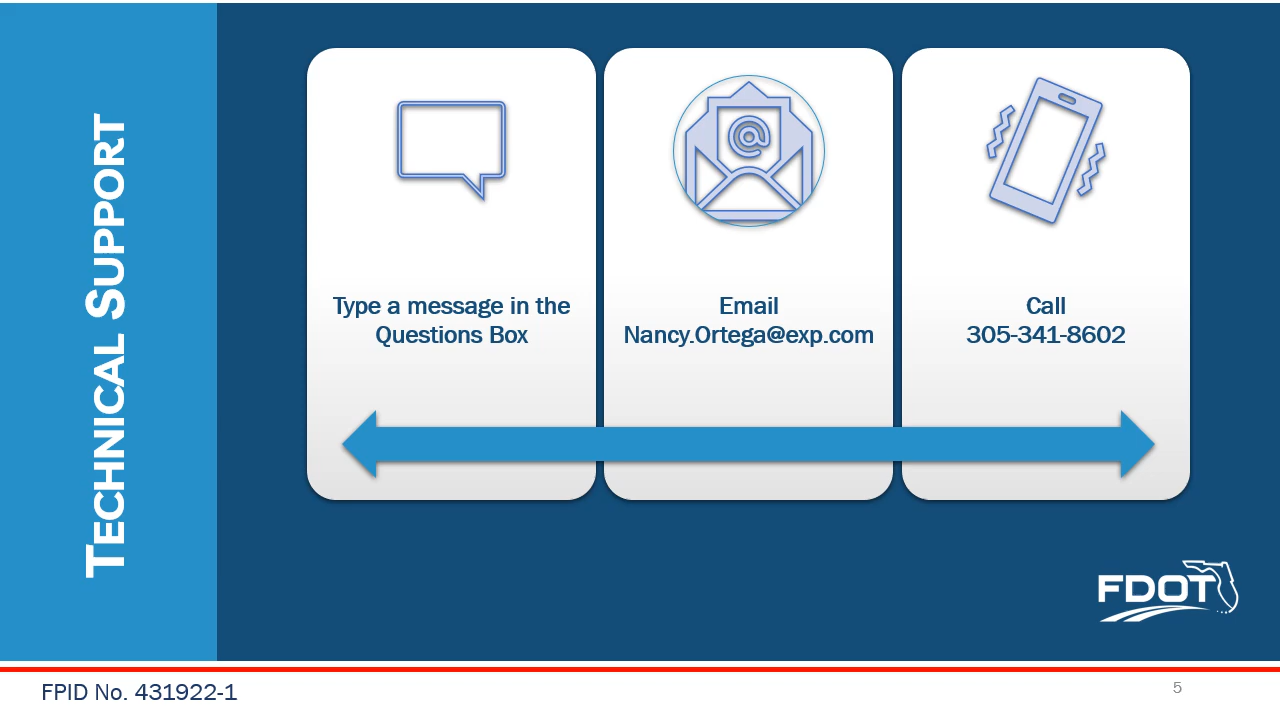 TECHNICAL SUPPORT
@
Type a message in the
Questions Box
Email
Nancy.Ortega@exp.com
Call
305-341-8602
FDOT
FPID No. 431922-1
5